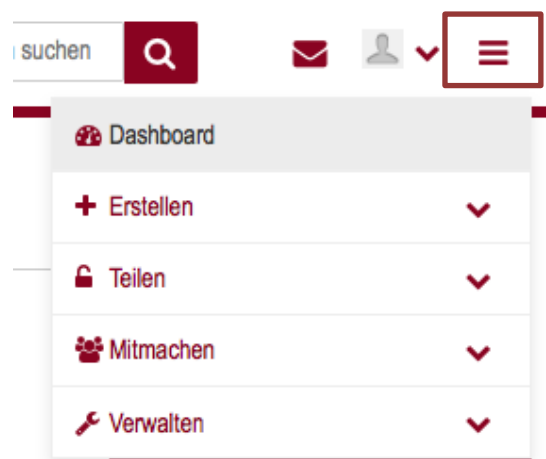 suchen
Dashboard
Erstellen
Teilen
Mitmachen
Verwalten